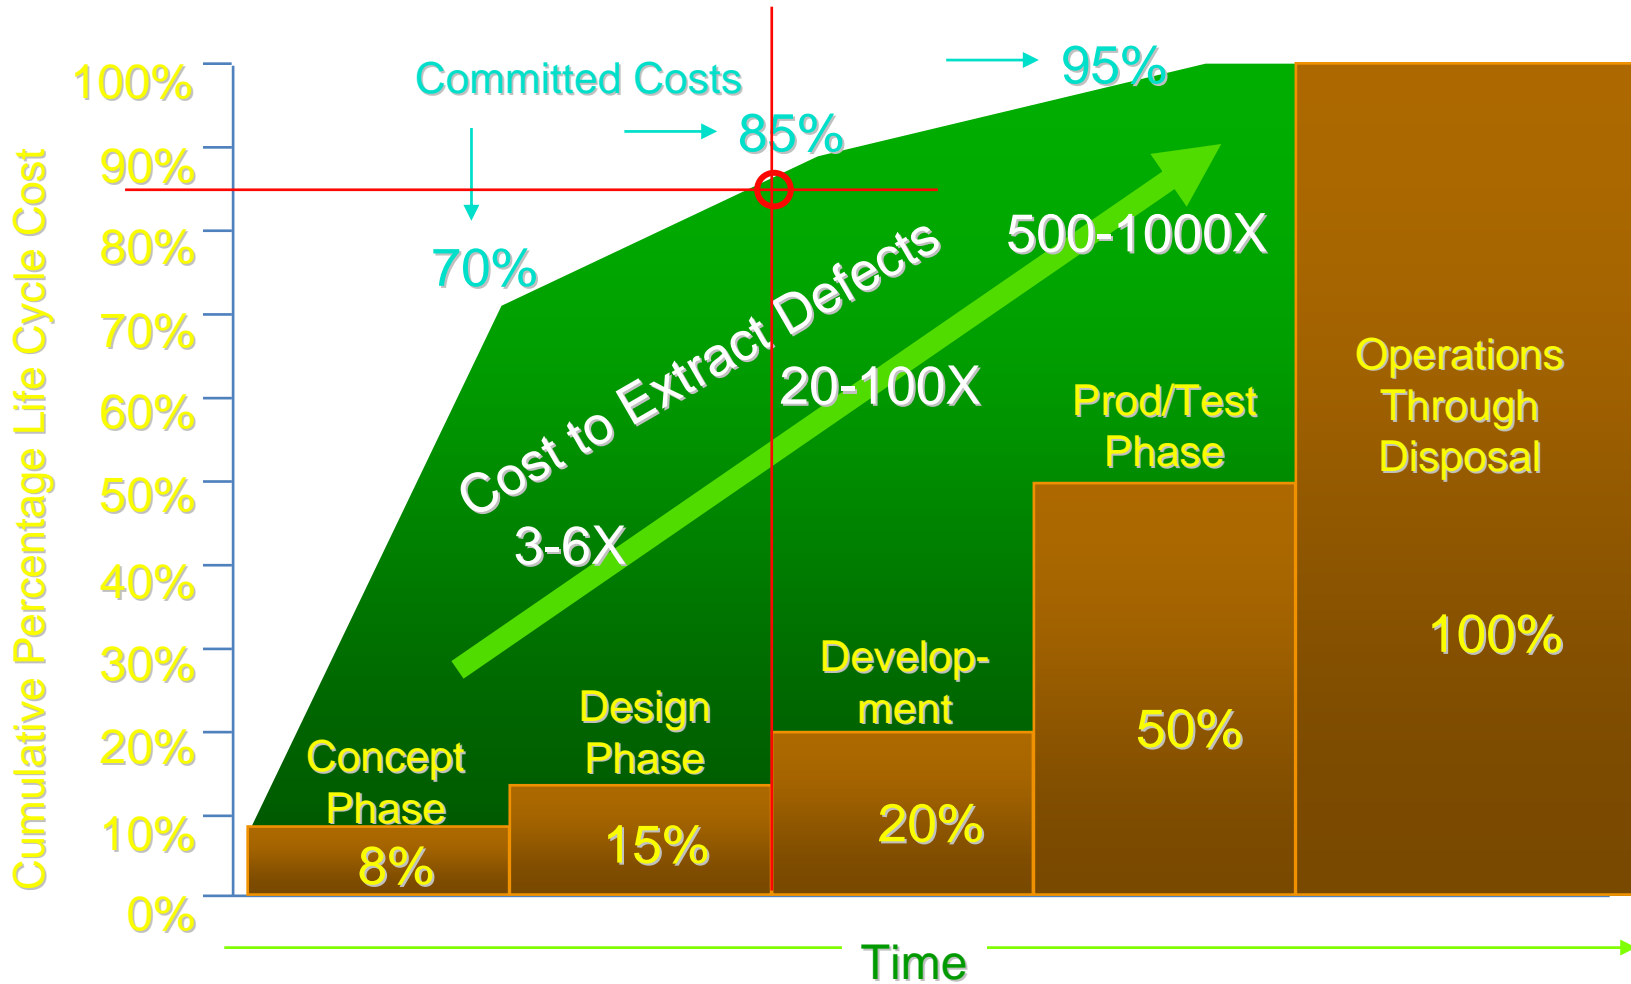 Cumulative Percentage Life Cycle Cost
100%
90%
80%
70%
60%
50%
40%
30%
20%
10%
0%
Committed Costs
70%
85%
95%
Cost to Extract Defects
3-6X
20-100X
500-1000X
Concept
Phase
8%
Design
Phase
15%
Develop-
ment
20%
Prod/Test
Phase
50%
Operations
Through
Disposal
100%
Time